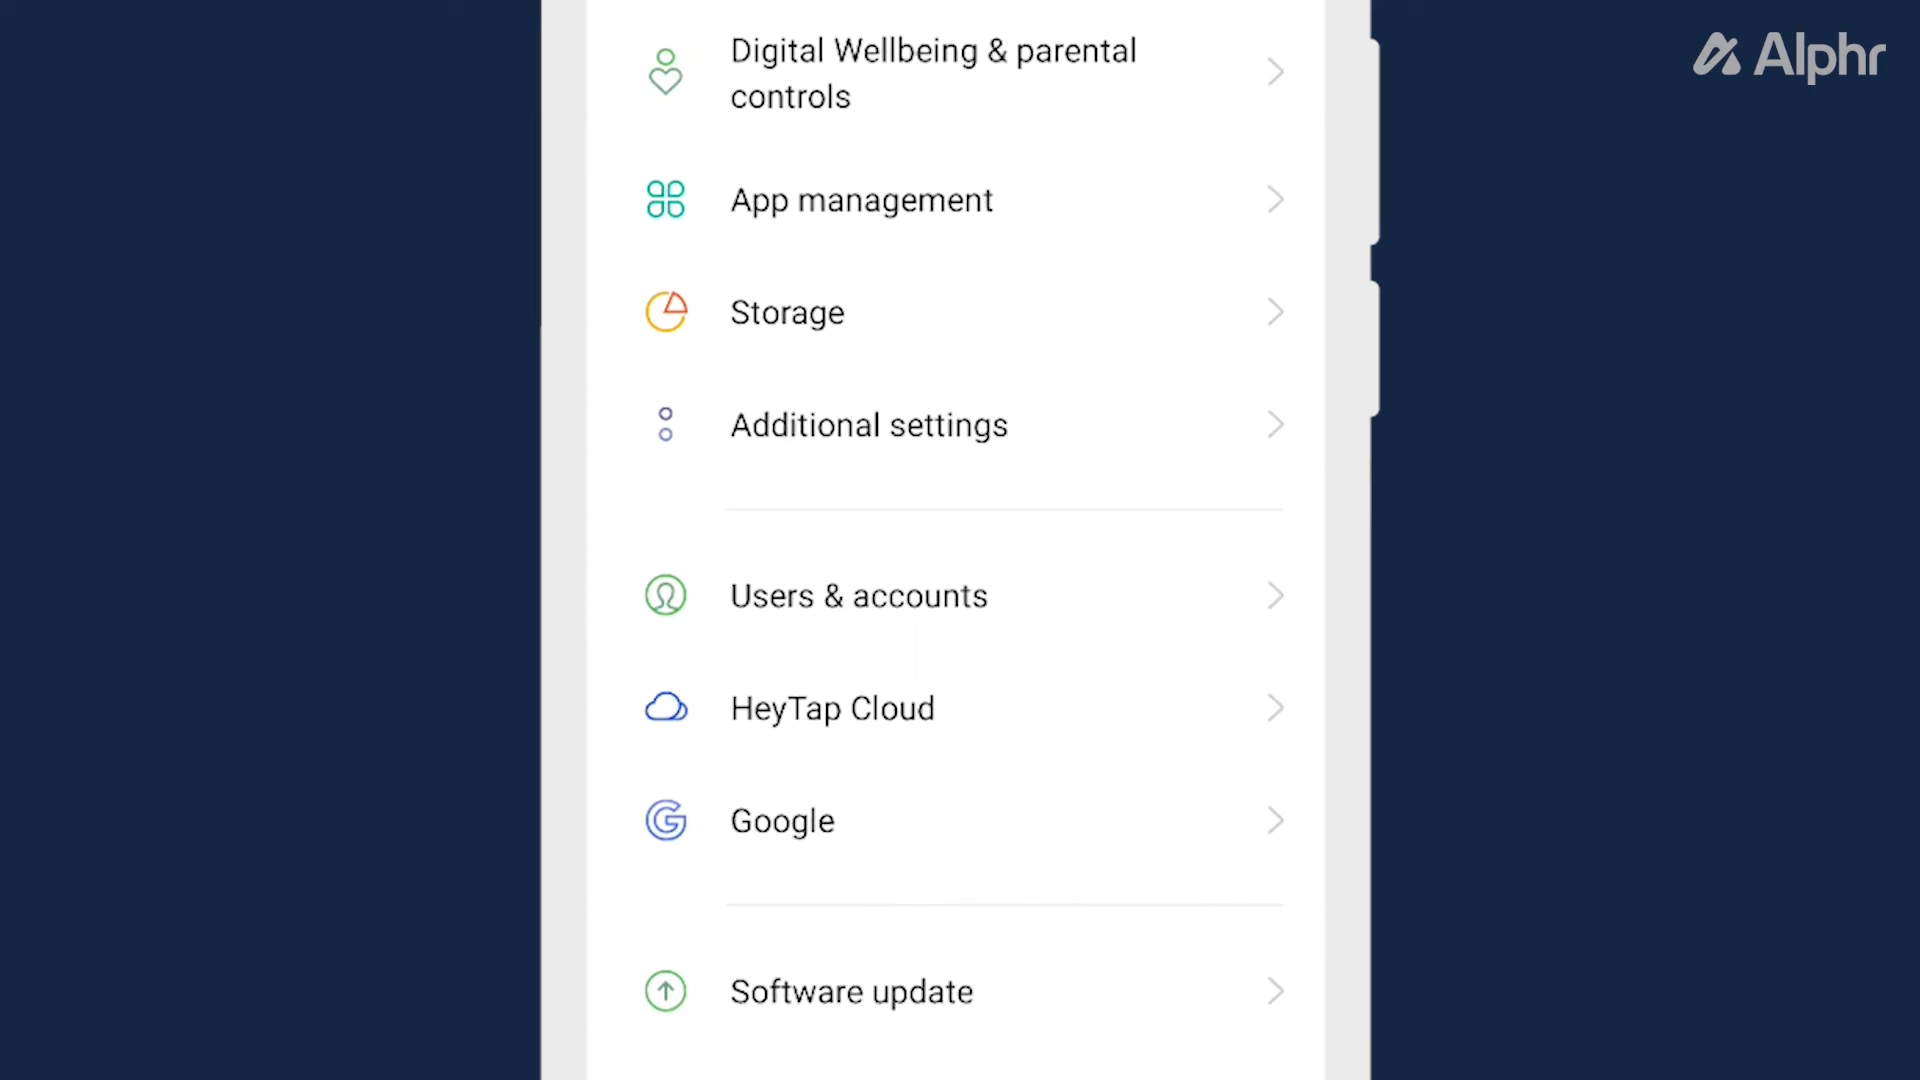 Alphr
Digital Wellbeing & parental
controls
App management
Storage
Additional settings
Users & accounts
HeyTap Cloud
Google
Software update